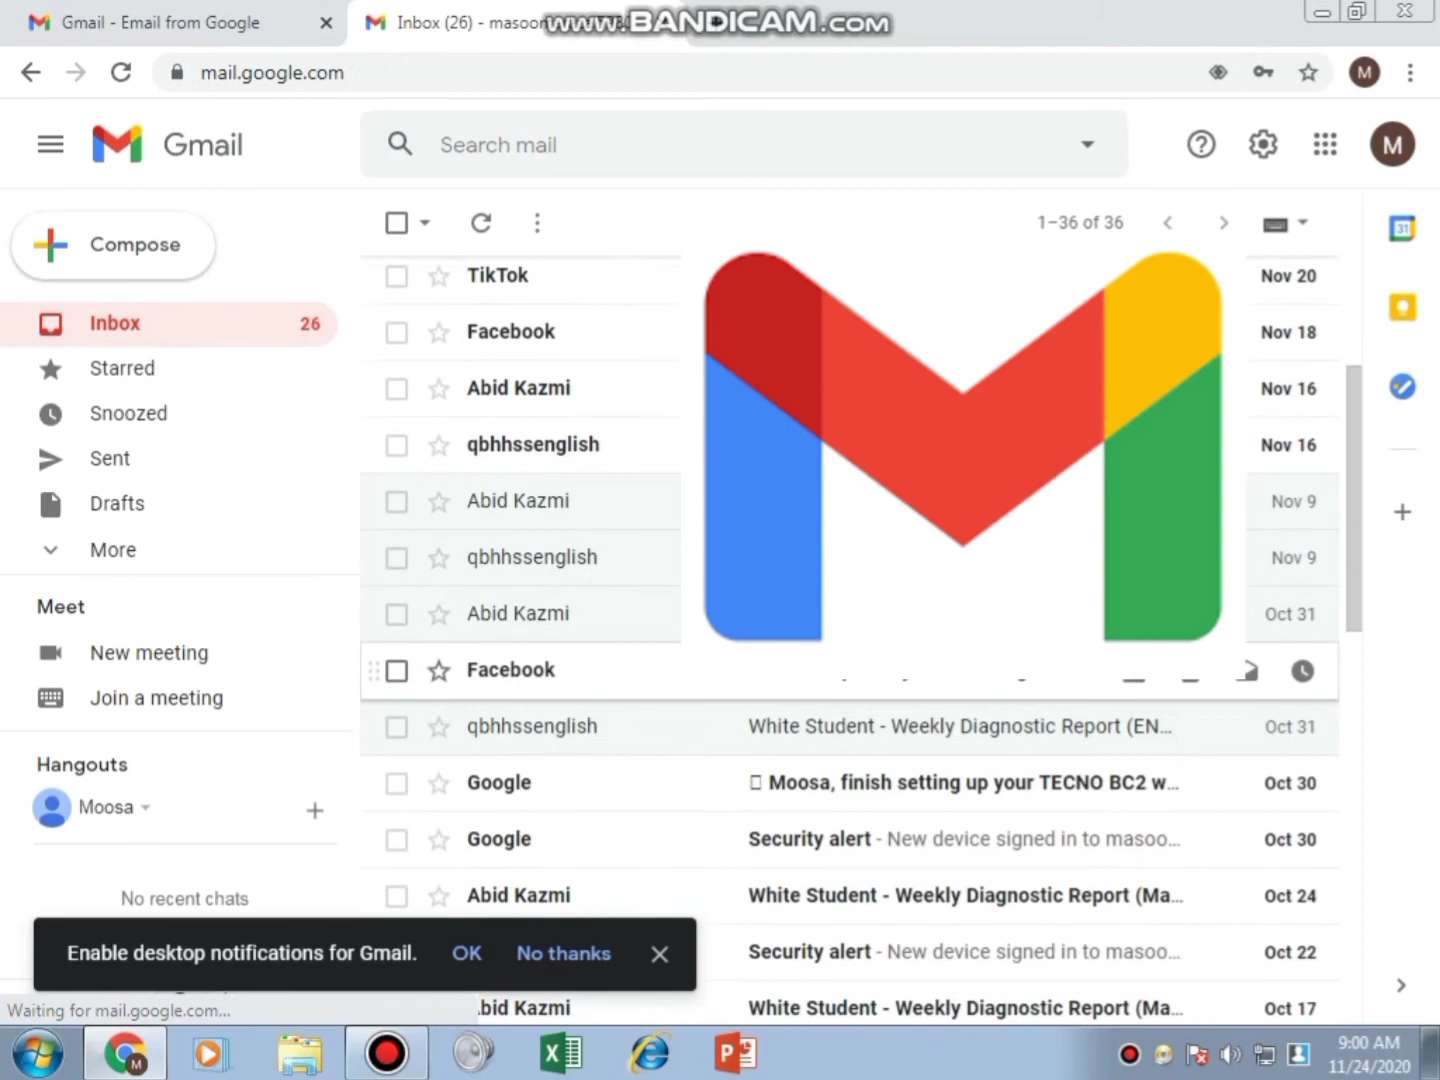 Gmail - Email from Google
Inbox (26) -
www.BANDICAM.com
mail.google.com
M
Gmail
Search mail
M
Compose
1–36 of 36
31
TikTok
Nov 20
Inbox
26
Facebook
Nov 18
Starred
Abid Kazmi
Nov 16
Snoozed
qbhhssenglish
Nov 16
Sent
Abid Kazmi
Nov 9
Drafts
qbhhssenglish
Nov 9
More
Abid Kazmi
Oct 31
Meet
Facebook
New meeting
Join a meeting
qbhhssenglish
White Student - Weekly Diagnostic Report (EN...
Oct 31
Hangouts
Google
Moosa, finish setting up your TECNO BC2 w...
Oct 30
Moosa
Google
Security alert - New device signed in to masoo...
Oct 30
No recent chats
Abid Kazmi
White Student - Weekly Diagnostic Report (Ma...
Oct 24
Enable desktop notifications for Gmail.
OK
No thanks
Security alert - New device signed in to masoo...
Oct 22
Waiting for mail.google.com...
bid Kazmi
White Student - Weekly Diagnostic Report (Ma...
Oct 17
M
9:00 AM
11/24/2020